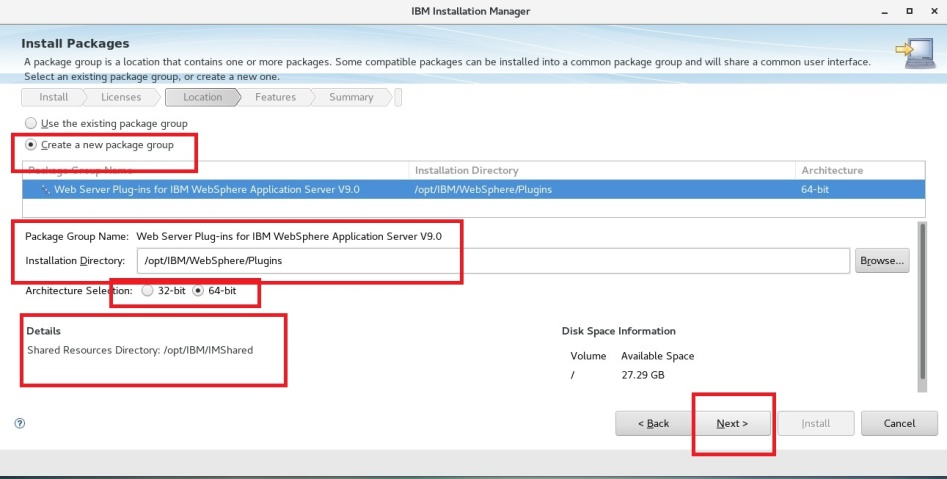 IBM Installation Manager
Install Packages
A package group is a location that contains one or more packages. Some compatible packages can be installed into a common package group and will share a common user interface.
Select an existing package group, or create a new one.
Install Licenses Location Features Summary
Use the existing package group
Create a new package group
Package Group Name Installation Directory Architecture
Web Server Plug-ins for IBM WebSphere Application Server V9.0 /opt/IBM/WebSphere/Plugins 64-bit
Package Group Name: Web Server Plug-ins for IBM WebSphere Application Server V9.0
Installation Directory: /opt/IBM/WebSphere/Plugins Browse...
Architecture Selection: 32-bit 64-bit
Details Disk Space Information
Shared Resources Directory: /opt/IBM/IMShared Volume Available Space
/ 27.29 GB
? < Back Next > Install Cancel